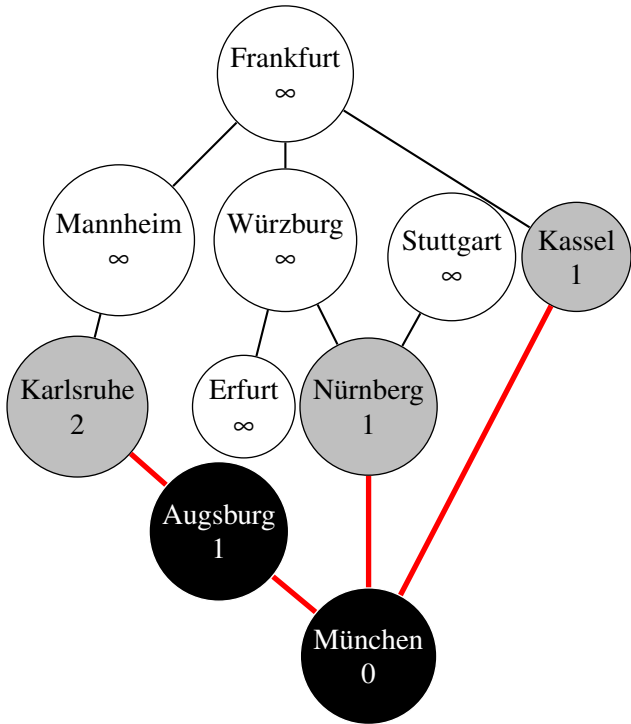 Frankfurt
∞
Mannheim
∞
Würzburg
∞
Stuttgart
∞
Kassel
1
Karlsruhe
2
Erfurt
∞
Nürnberg
1
Augsburg
1
München
0